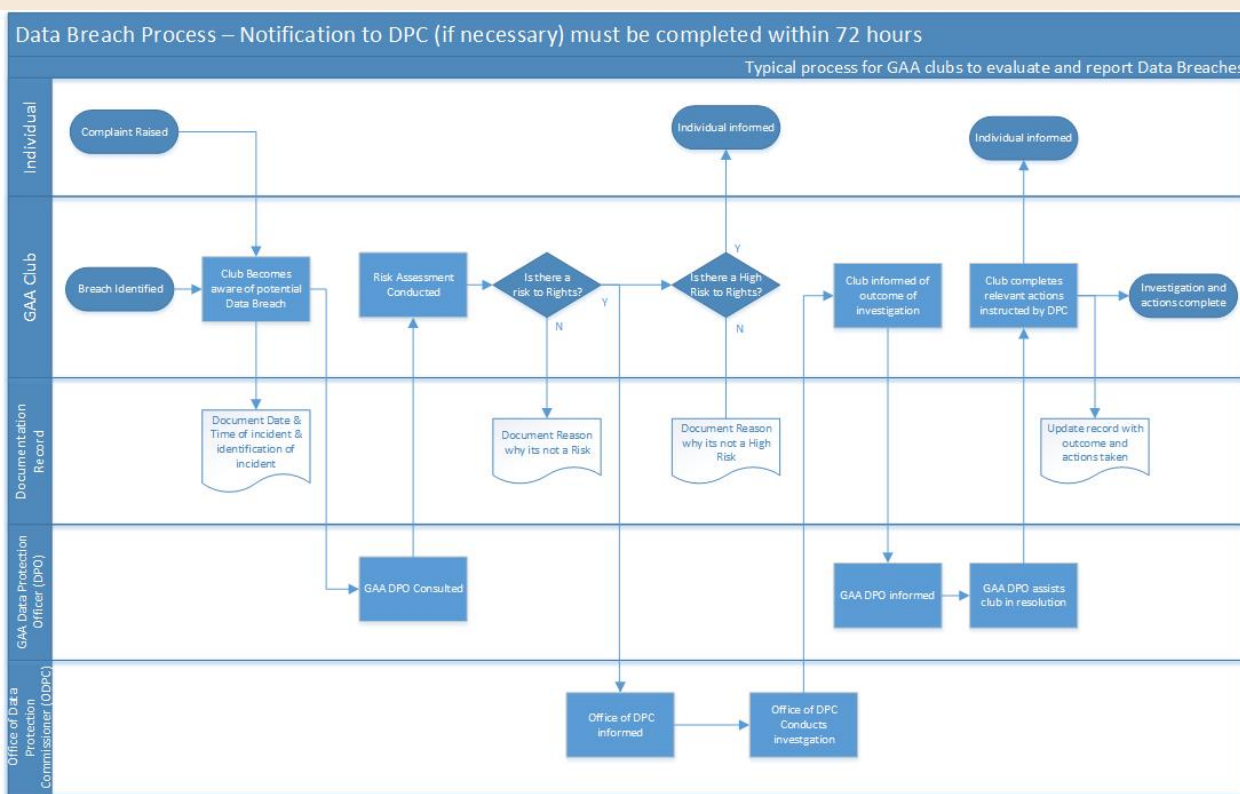 Data Breach Process – Notification to DPC (if necessary) must be completed within 72 hours
Typical process for GAA clubs to evaluate and report Data Breaches
Individual
Complaint Raised
Individual informed
Individual informed
GAA Club
Breach Identified
Club Becomes
aware of potential
Data Breach
Risk Assessment
Conducted
Is there a
risk to Rights?
Y
N
Is there a High
Risk to Rights?
Y
N
Club informed of
outcome of
investigation
Club completes
relevant actions
instructed by DPC
Investigation and
actions complete
Documentation
Record
Document Date &
Time of incident &
identification of
incident
Document Reason
why its not a Risk
Document Reason
why its not a High
Risk
Update record with
outcome and
actions taken
GAA Data Protection
Officer (DPO)
GAA DPO Consulted
GAA DPO informed
GAA DPO assists
club in resolution
Office of Data
Protection
Commissioner (ODPC)
Office of DPC
informed
Office of DPC
Conducts
investgation